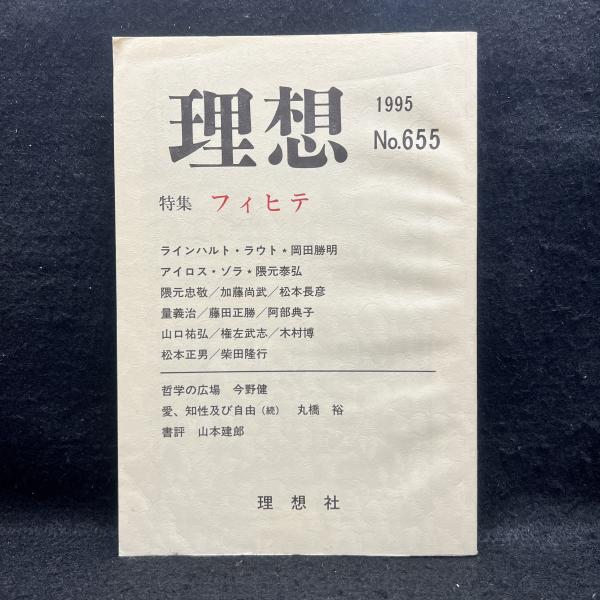 理想
1995
No.655
特集 フィヒテ
ラインハルト・ラウト★岡田勝明
アイロス・ゾラ★隈元泰弘
隈元忠敬／加藤尚武／松本長彦
量義治／藤田正勝／阿部典子
山口祐弘／権左武志／木村博
松本正男／柴田隆行
哲学の広場 今野健
愛、知性及び自由（続） 丸橋 裕
書評 山本建郎
理想社